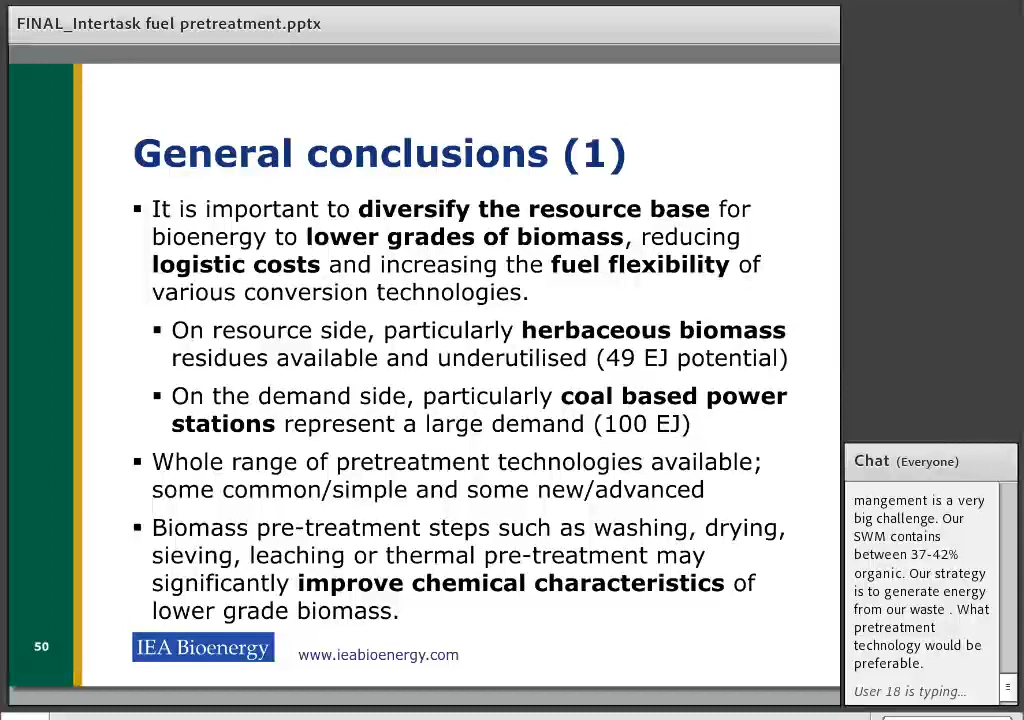 FINAL_Intertask fuel pretreatment.pptx
General conclusions (1)
▪ It is important to diversify the resource base for
bioenergy to lower grades of biomass, reducing
logistic costs and increasing the fuel flexibility of
various conversion technologies.
▪ On resource side, particularly herbaceous biomass
residues available and underutilised (49 EJ potential)
▪ On the demand side, particularly coal based power
stations represent a large demand (100 EJ)
▪ Whole range of pretreatment technologies available;
some common/simple and some new/advanced
▪ Biomass pre-treatment steps such as washing, drying,
sieving, leaching or thermal pre-treatment may
significantly improve chemical characteristics of
lower grade biomass.
50
IEA Bioenergy
www.ieabioenergy.com
Chat (Everyone)
mangement is a very
big challenge. Our
SWM contains
between 37-42%
organic. Our strategy
is to generate energy
from our waste . What
pretreatment
technology would be
preferable.
User 18 is typing...